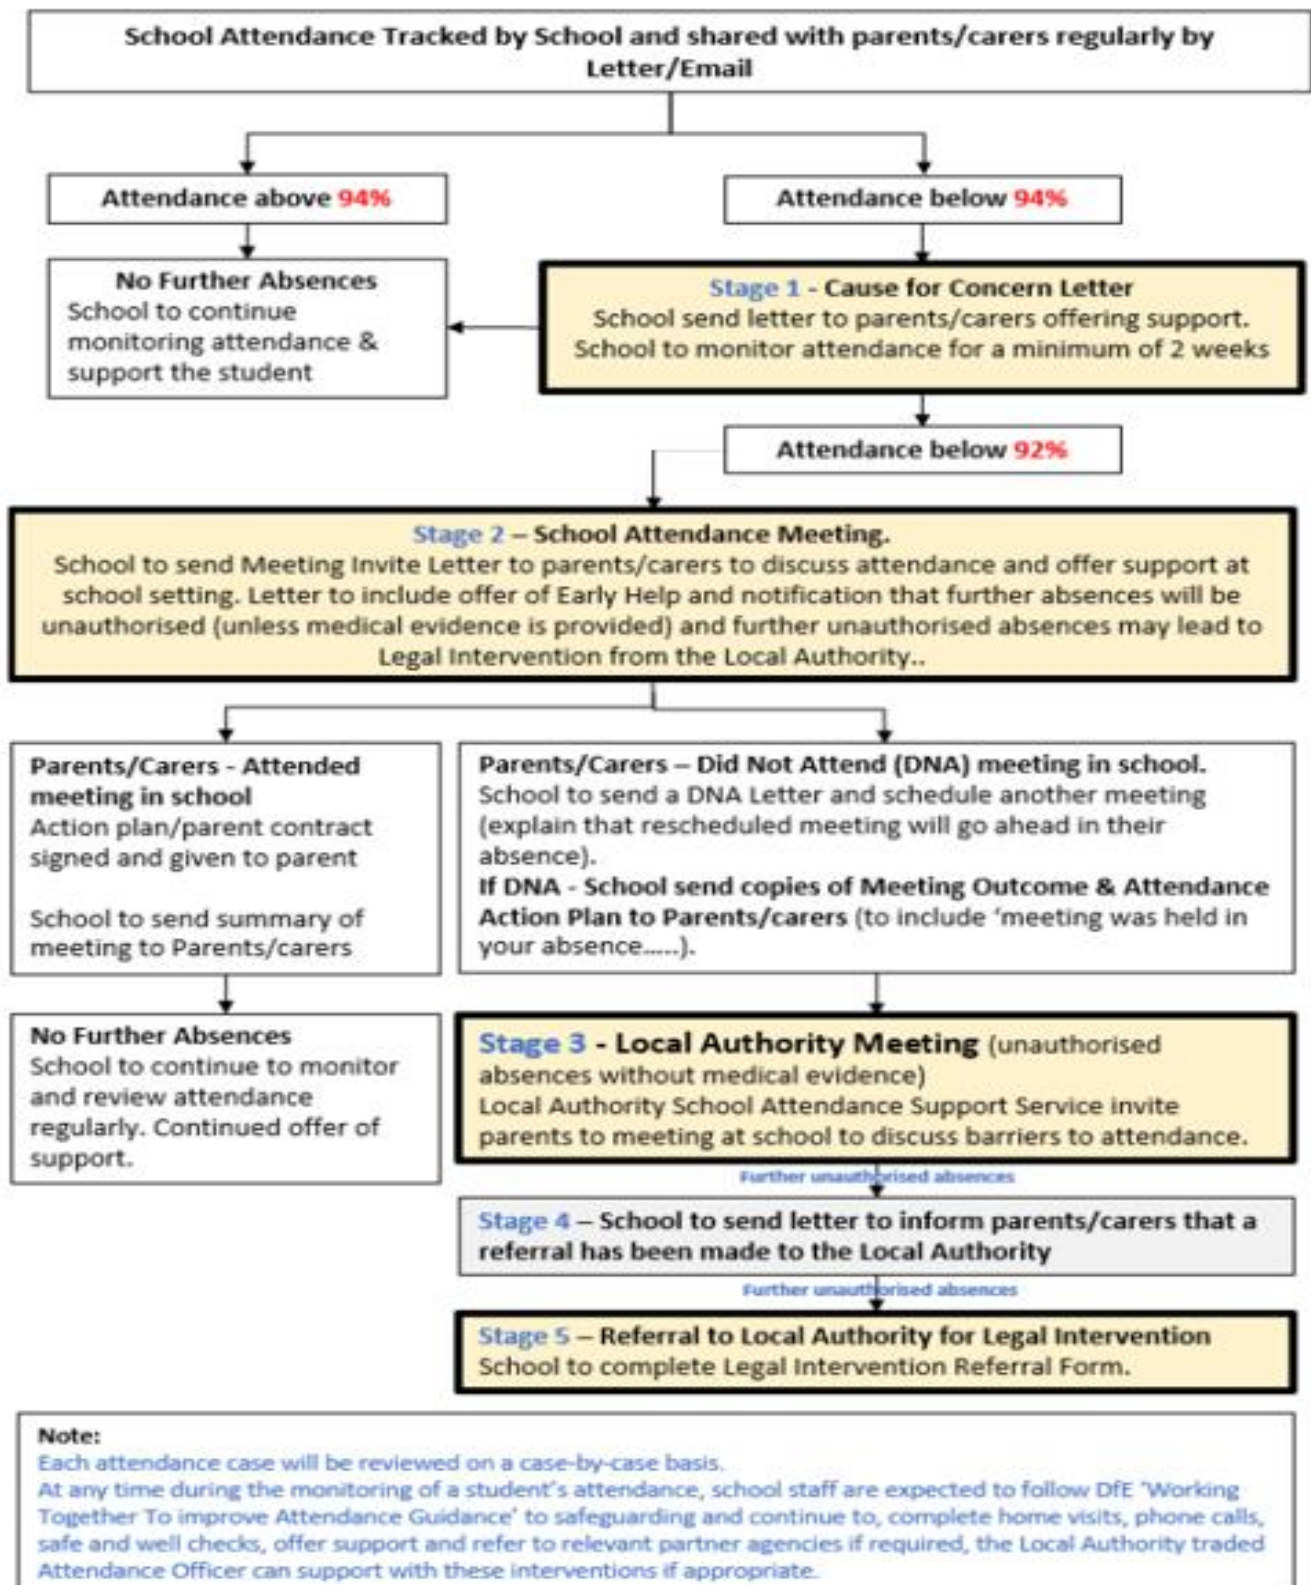 School Attendance Tracked by School and shared with parents/carers regularly by
Letter/Email
Attendance above 94%
Attendance below 94%
No Further Absences
School to continue
monitoring attendance &
support the student
Stage 1 - Cause for Concern Letter
School send letter to parents/carers offering support.
School to monitor attendance for a minimum of 2 weeks
Attendance below 92%
Stage 2 – School Attendance Meeting.
School to send Meeting Invite Letter to parents/carers to discuss attendance and offer support at
school setting. Letter to include offer of Early Help and notification that further absences will be
unauthorised (unless medical evidence is provided) and further unauthorised absences may lead to
Legal Intervention from the Local Authority..
Parents/Carers - Attended
meeting in school
Action plan/parent contract
signed and given to parent
School to send summary of
meeting to Parents/carers
Parents/Carers – Did Not Attend (DNA) meeting in school.
School to send a DNA Letter and schedule another meeting
(explain that rescheduled meeting will go ahead in their
absence).
If DNA - School send copies of Meeting Outcome & Attendance
Action Plan to Parents/carers (to include ‘meeting was held in
your absence…..).
No Further Absences
School to continue to monitor
and review attendance
regularly. Continued offer of
support.
Stage 3 - Local Authority Meeting (unauthorised
absences without medical evidence)
Local Authority School Attendance Support Service invite
parents to meeting at school to discuss barriers to attendance.
Further unauthorised absences
Stage 4 – School to send letter to inform parents/carers that a
referral has been made to the Local Authority
Further unauthorised absences
Stage 5 – Referral to Local Authority for Legal Intervention
School to complete Legal Intervention Referral Form.
Note:
Each attendance case will be reviewed on a case-by-case basis.
At any time during the monitoring of a student’s attendance, school staff are expected to follow DfE ‘Working
Together To improve Attendance Guidance’ to safeguarding and continue to, complete home visits, phone calls,
safe and well checks, offer support and refer to relevant partner agencies if required, the Local Authority traded
Attendance Officer can support with these interventions if appropriate.